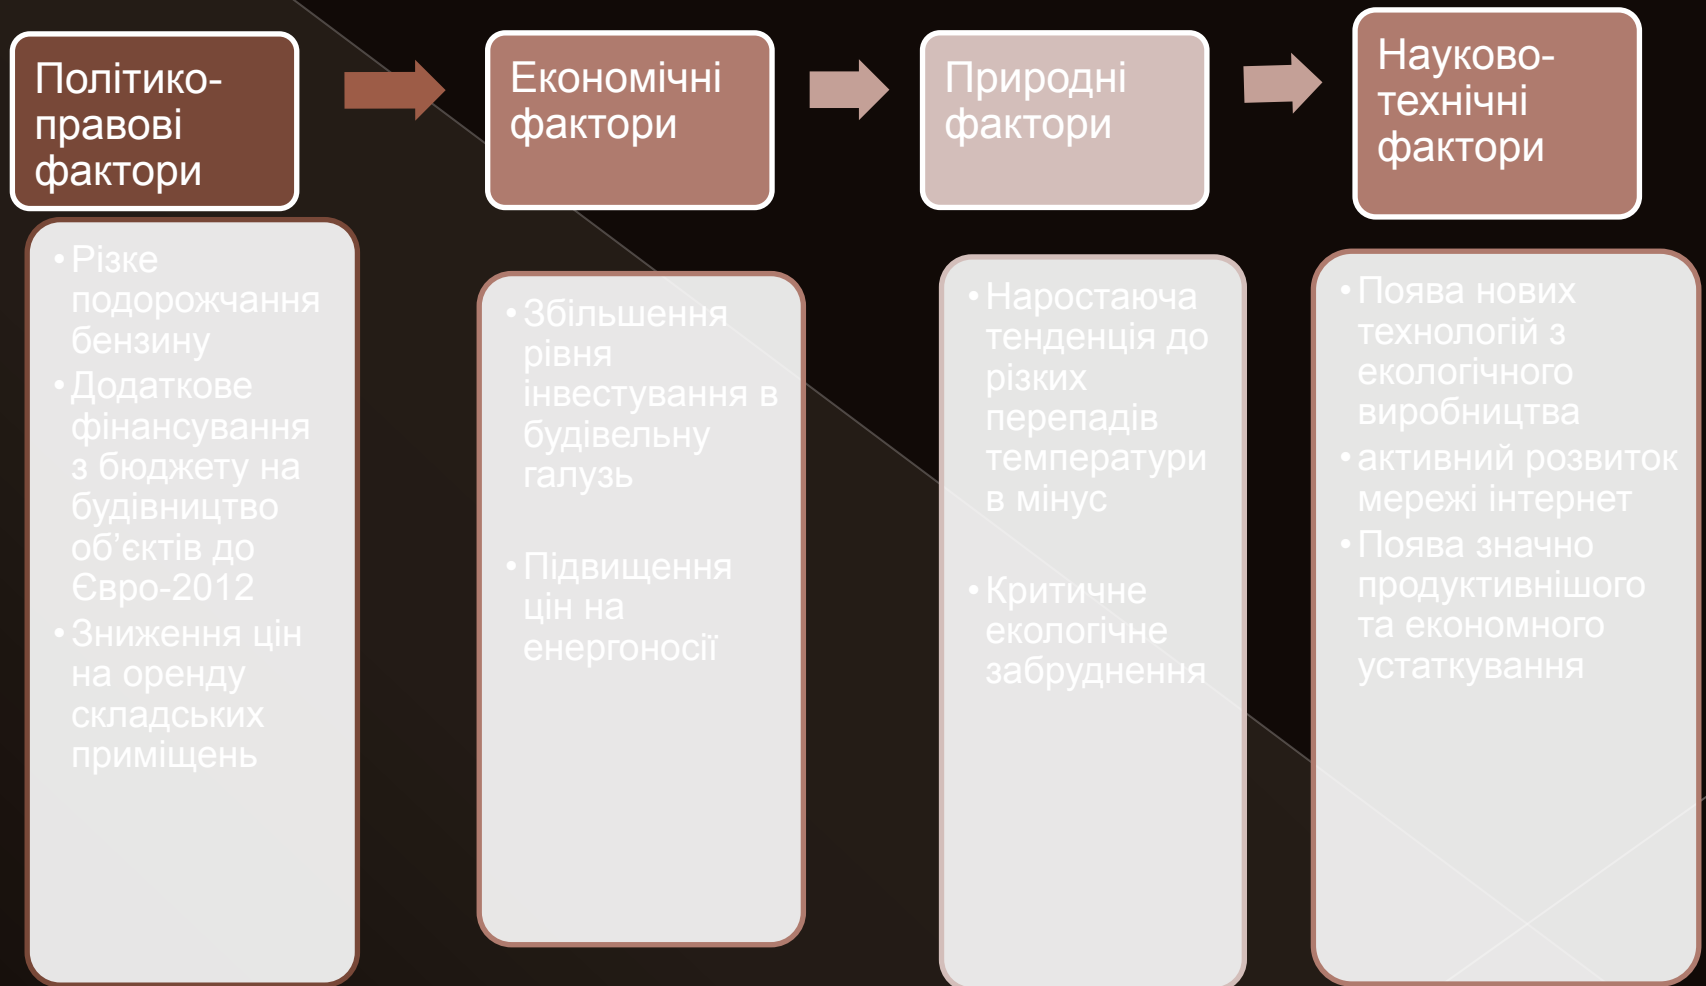 Політико-
правові
фактори
• Різке
подорожчання
бензину
• Додаткове
фінансування
з бюджету на
будівництво
об’єктів до
Євро-2012
• Зниження цін
на оренду
складських
приміщень
Економічні
фактори
• Збільшення
рівня
інвестування в
будівельну
галузь
• Підвищення
цін на
енергоносії
Природні
фактори
• Наростаюча
тенденція до
різких
перепадів
температури
в мінус
• Критичне
екологічне
забруднення
Науково-
технічні
фактори
• Поява нових
технологій з
екологічного
виробництва
• активний розвиток
мережі інтернет
• Поява значно
продуктивнішого
та економного
устаткування